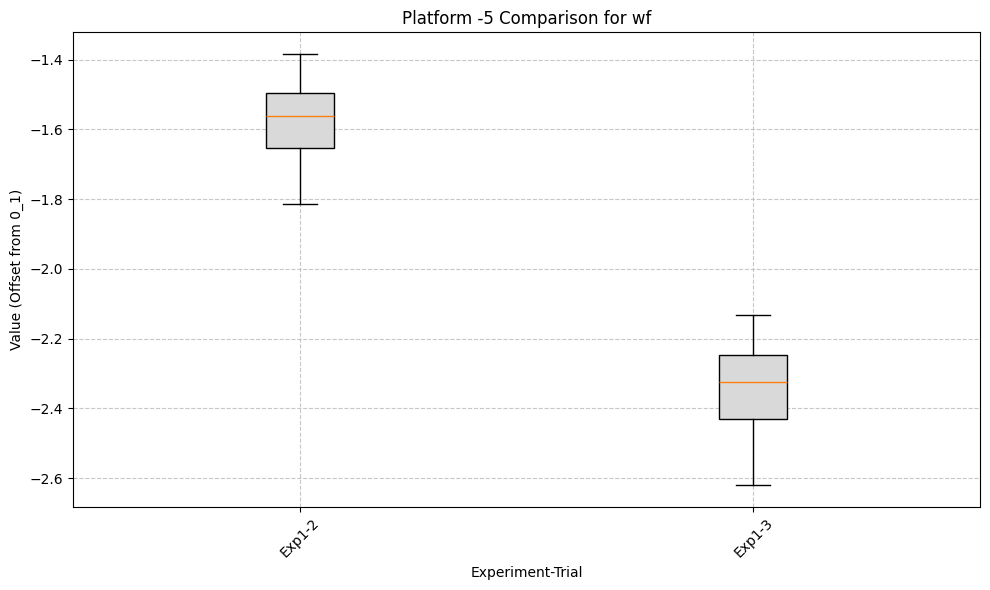 Platform -5 Comparison for wf
Value (Offset from 0_1)
−1.4
−1.6
−1.8
−2.0
−2.2
−2.4
−2.6
Exp1-2
Exp1-3
Experiment-Trial